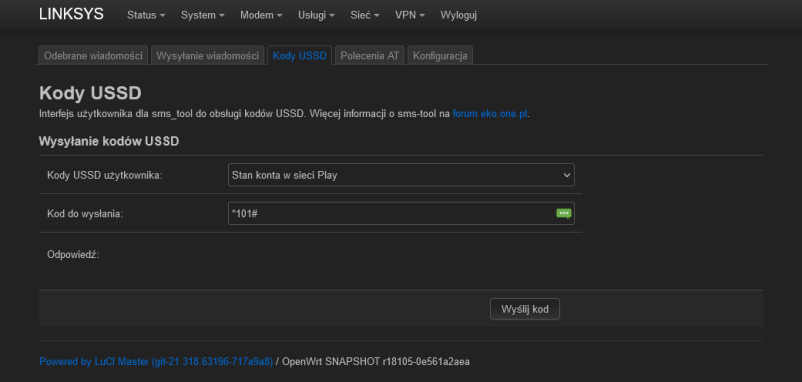 LINKSYS Status System Modem Usługi Sieć VPN Wyloguj
Odebrane wiadomości Wysyłanie wiadomości Kody USSD Polecenia AT Konfiguracja
Kody USSD
Interfejs użytkownika dla sms_tool do obsługi kodów USSD. Więcej informacji o sms-tool na forum eko.one.pl.
Wysyłanie kodów USSD
Kody USSD użytkownika: Stan konta w sieci Play
Kod do wysłania: *101#
Odpowiedź:
Wyślij kod
Powered by LuCI Master (git-21.318.63196-717a9a8) / OpenWrt SNAPSHOT r18105-0e561a2aea